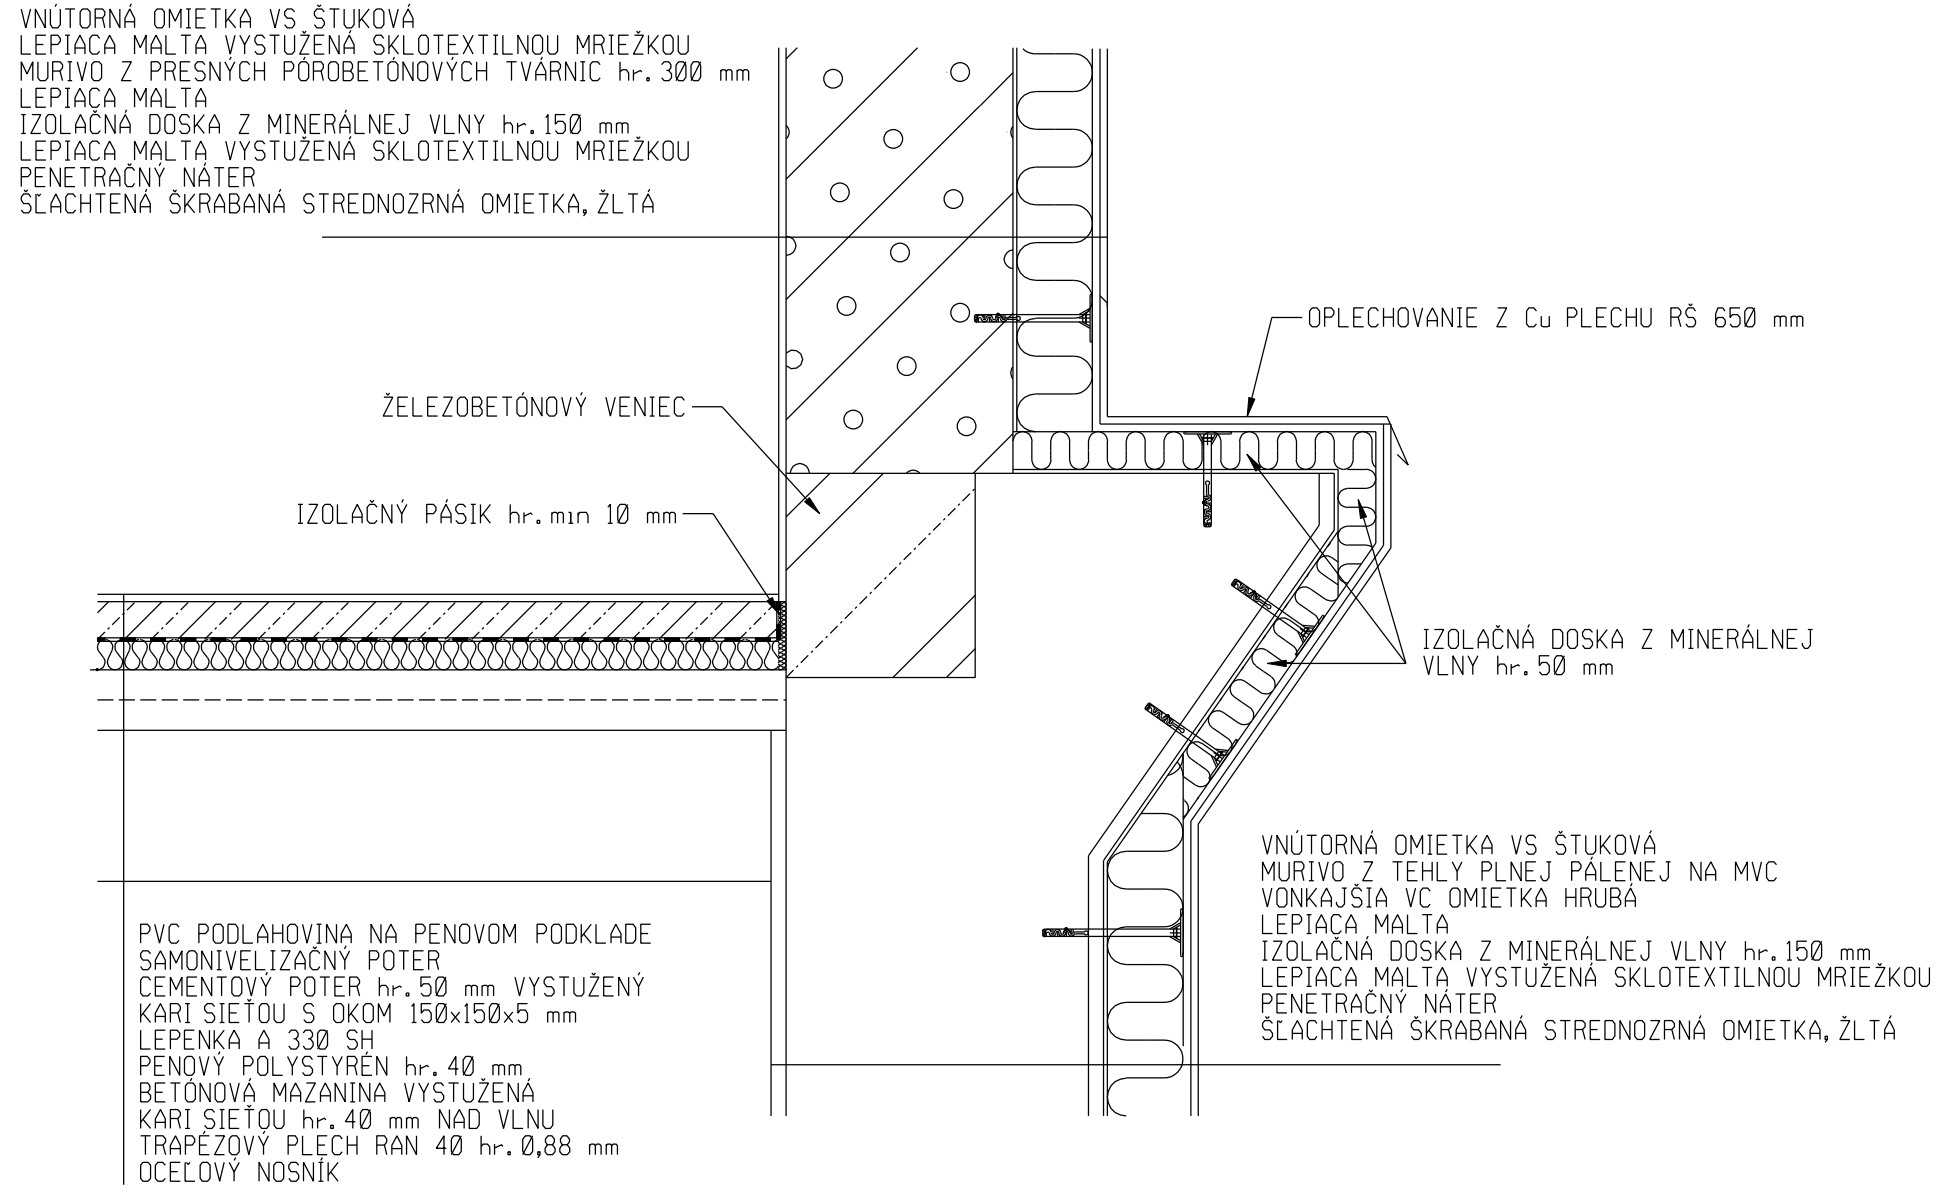 VNÚTORNÁ OMIETKA VS ŠTUKOVÁ
LEPIACA MALTA VYSTUŽENÁ SKLOTEXTILNOU MRIEŽKOU
MURIVO Z PRESNÝCH PÓROBETÓNOVÝCH TVÁRNIC hr. 300 mm
LEPIACA MALTA
IZOLAČNÁ DOSKA Z MINERÁLNEJ VLNY hr. 150 mm
LEPIACA MALTA VYSTUŽENÁ SKLOTEXTILNOU MRIEŽKOU
PENETRAČNÝ NÁTER
ŠĽACHTENÁ ŠKRABANÁ STREDNOZRNÁ OMIETKA, ŽLTÁ
OPLECHOVANIE Z Cu PLECHU RŠ 650 mm
ŽELEZOBETÓNOVÝ VENIEC
IZOLAČNÝ PÁSIK hr. min 10 mm
IZOLAČNÁ DOSKA Z MINERÁLNEJ
VLNY hr. 50 mm
VNÚTORNÁ OMIETKA VS ŠTUKOVÁ
MURIVO Z TEHLY PLNEJ PÁLENEJ NA MVC
VONKAJŠIA VC OMIETKA HRUBÁ
LEPIACA MALTA
IZOLAČNÁ DOSKA Z MINERÁLNEJ VLNY hr. 150 mm
LEPIACA MALTA VYSTUŽENÁ SKLOTEXTILNOU MRIEŽKOU
PENETRAČNÝ NÁTER
ŠĽACHTENÁ ŠKRABANÁ STREDNOZRNÁ OMIETKA, ŽLTÁ
PVC PODLAHOVINA NA PENOVOM PODKLADE
SAMONIVELIZAČNÝ POTER
CEMENTOVÝ POTER hr. 50 mm VYSTUŽENÝ
KARI SIEŤOU S OKOM 150x150x5 mm
LEPENKA A 330 SH
PENOVÝ POLYSTYRÉN hr. 40 mm
BETÓNOVÁ MAZANINA VYSTUŽENÁ
KARI SIEŤOU hr. 40 mm NAD VLNU
TRAPÉZOVÝ PLECH RAN 40 hr. 0,88 mm
OCEĽOVÝ NOSNÍK